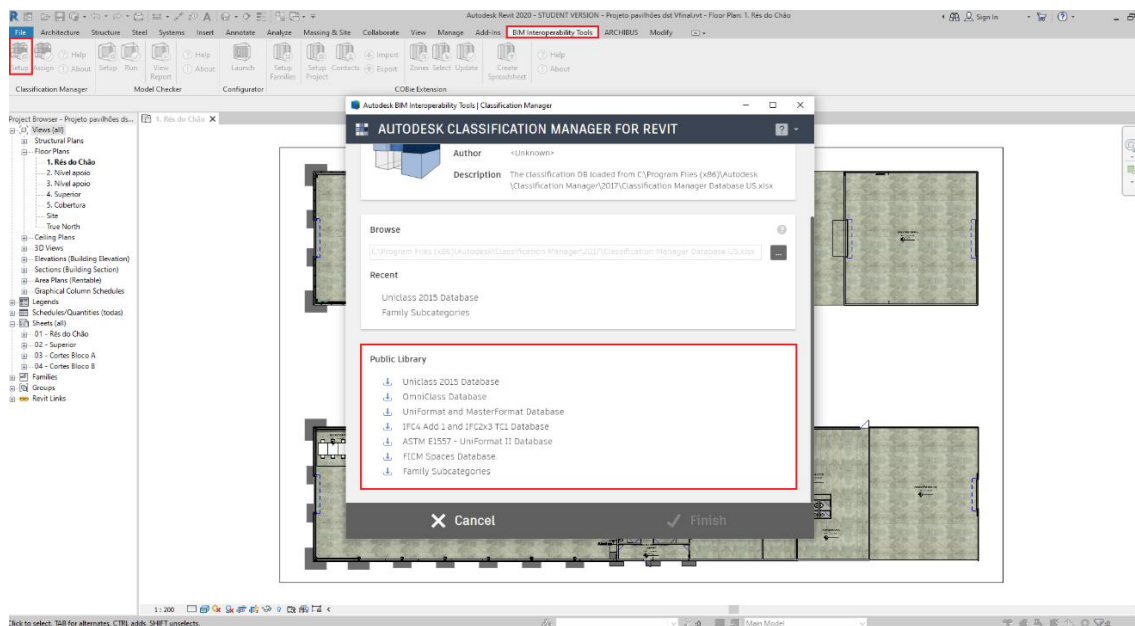 Autodesk Revit 2020 - STUDENT VERSION - Projeto pavilhões dst Vfinal.rvt - Floor Plan: 1. Rés do Chão
Sign In
File Architecture Structure Steel Systems Insert Annotate Analyze Massing & Site Collaborate View Manage Add-Ins BIM Interoperability Tools ARCHIBUS Modify
Setup Assign Help About Setup Run View Report Help About Launch Setup Families Setup Project Contacts Import Export Zones Select Update Create Spreadsheet Help About
Classification Manager Model Checker Configurator COBie Extension
Project Browser - Projeto pavilhões ds...
1. Rés do Chão
Views (all)
Structural Plans
Floor Plans
1. Rés do Chão
2. Nível apoio
3. Nível apoio
4. Superior
5. Cobertura
Site
True North
Ceiling Plans
3D Views
Elevations (Building Elevation)
Sections (Building Section)
Area Plans (Rentable)
Graphical Column Schedules
Legends
Schedules/Quantities (todas)
Sheets (all)
01 - Rés do Chão
02 - Superior
03 - Cortes Bloco A
04 - Cortes Bloco B
Families
Groups
Revit Links
Autodesk BIM Interoperability Tools | Classification Manager
AUTODESK CLASSIFICATION MANAGER FOR REVIT
Author <Unknown>
Description The classification DB loaded from C:\Program Files (x86)\Autodesk
\Classification Manager\2017\Classification Manager Database US.xlsx
Browse
C:\Program Files (x86)\Autodesk\Classification Manager\2017\Classification Manager Database US.xlsx
...
Recent
Uniclass 2015 Database
Family Subcategories
Public Library
Uniclass 2015 Database
OmniClass Database
UniFormat and MasterFormat Database
IFC4 Add 1 and IFC2x3 TC1 Database
ASTM E1557 - UniFormat II Database
FICM Spaces Database
Family Subcategories
Cancel
Finish
1 : 200
Click to select, TAB for alternates, CTRL adds, SHIFT unselects.
:0
Main Model